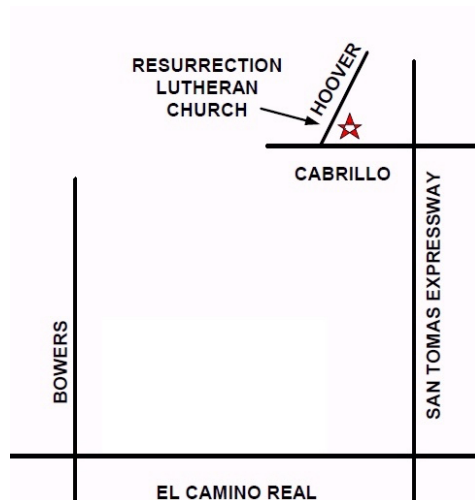 RESURRECTION
LUTHERAN
CHURCH
HOOVER
CABRILLO
SAN TOMAS EXPRESSWAY
BOWERS
EL CAMINO REAL